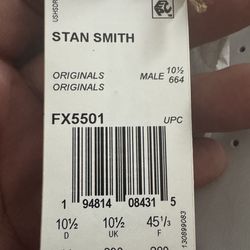 STAN SMITH
ORIGINALS MALE 10½
ORIGINALS 664
FX5501 UPC
1 94814 08431 5
10½ 10½ 45⅓
D UK F
130899083